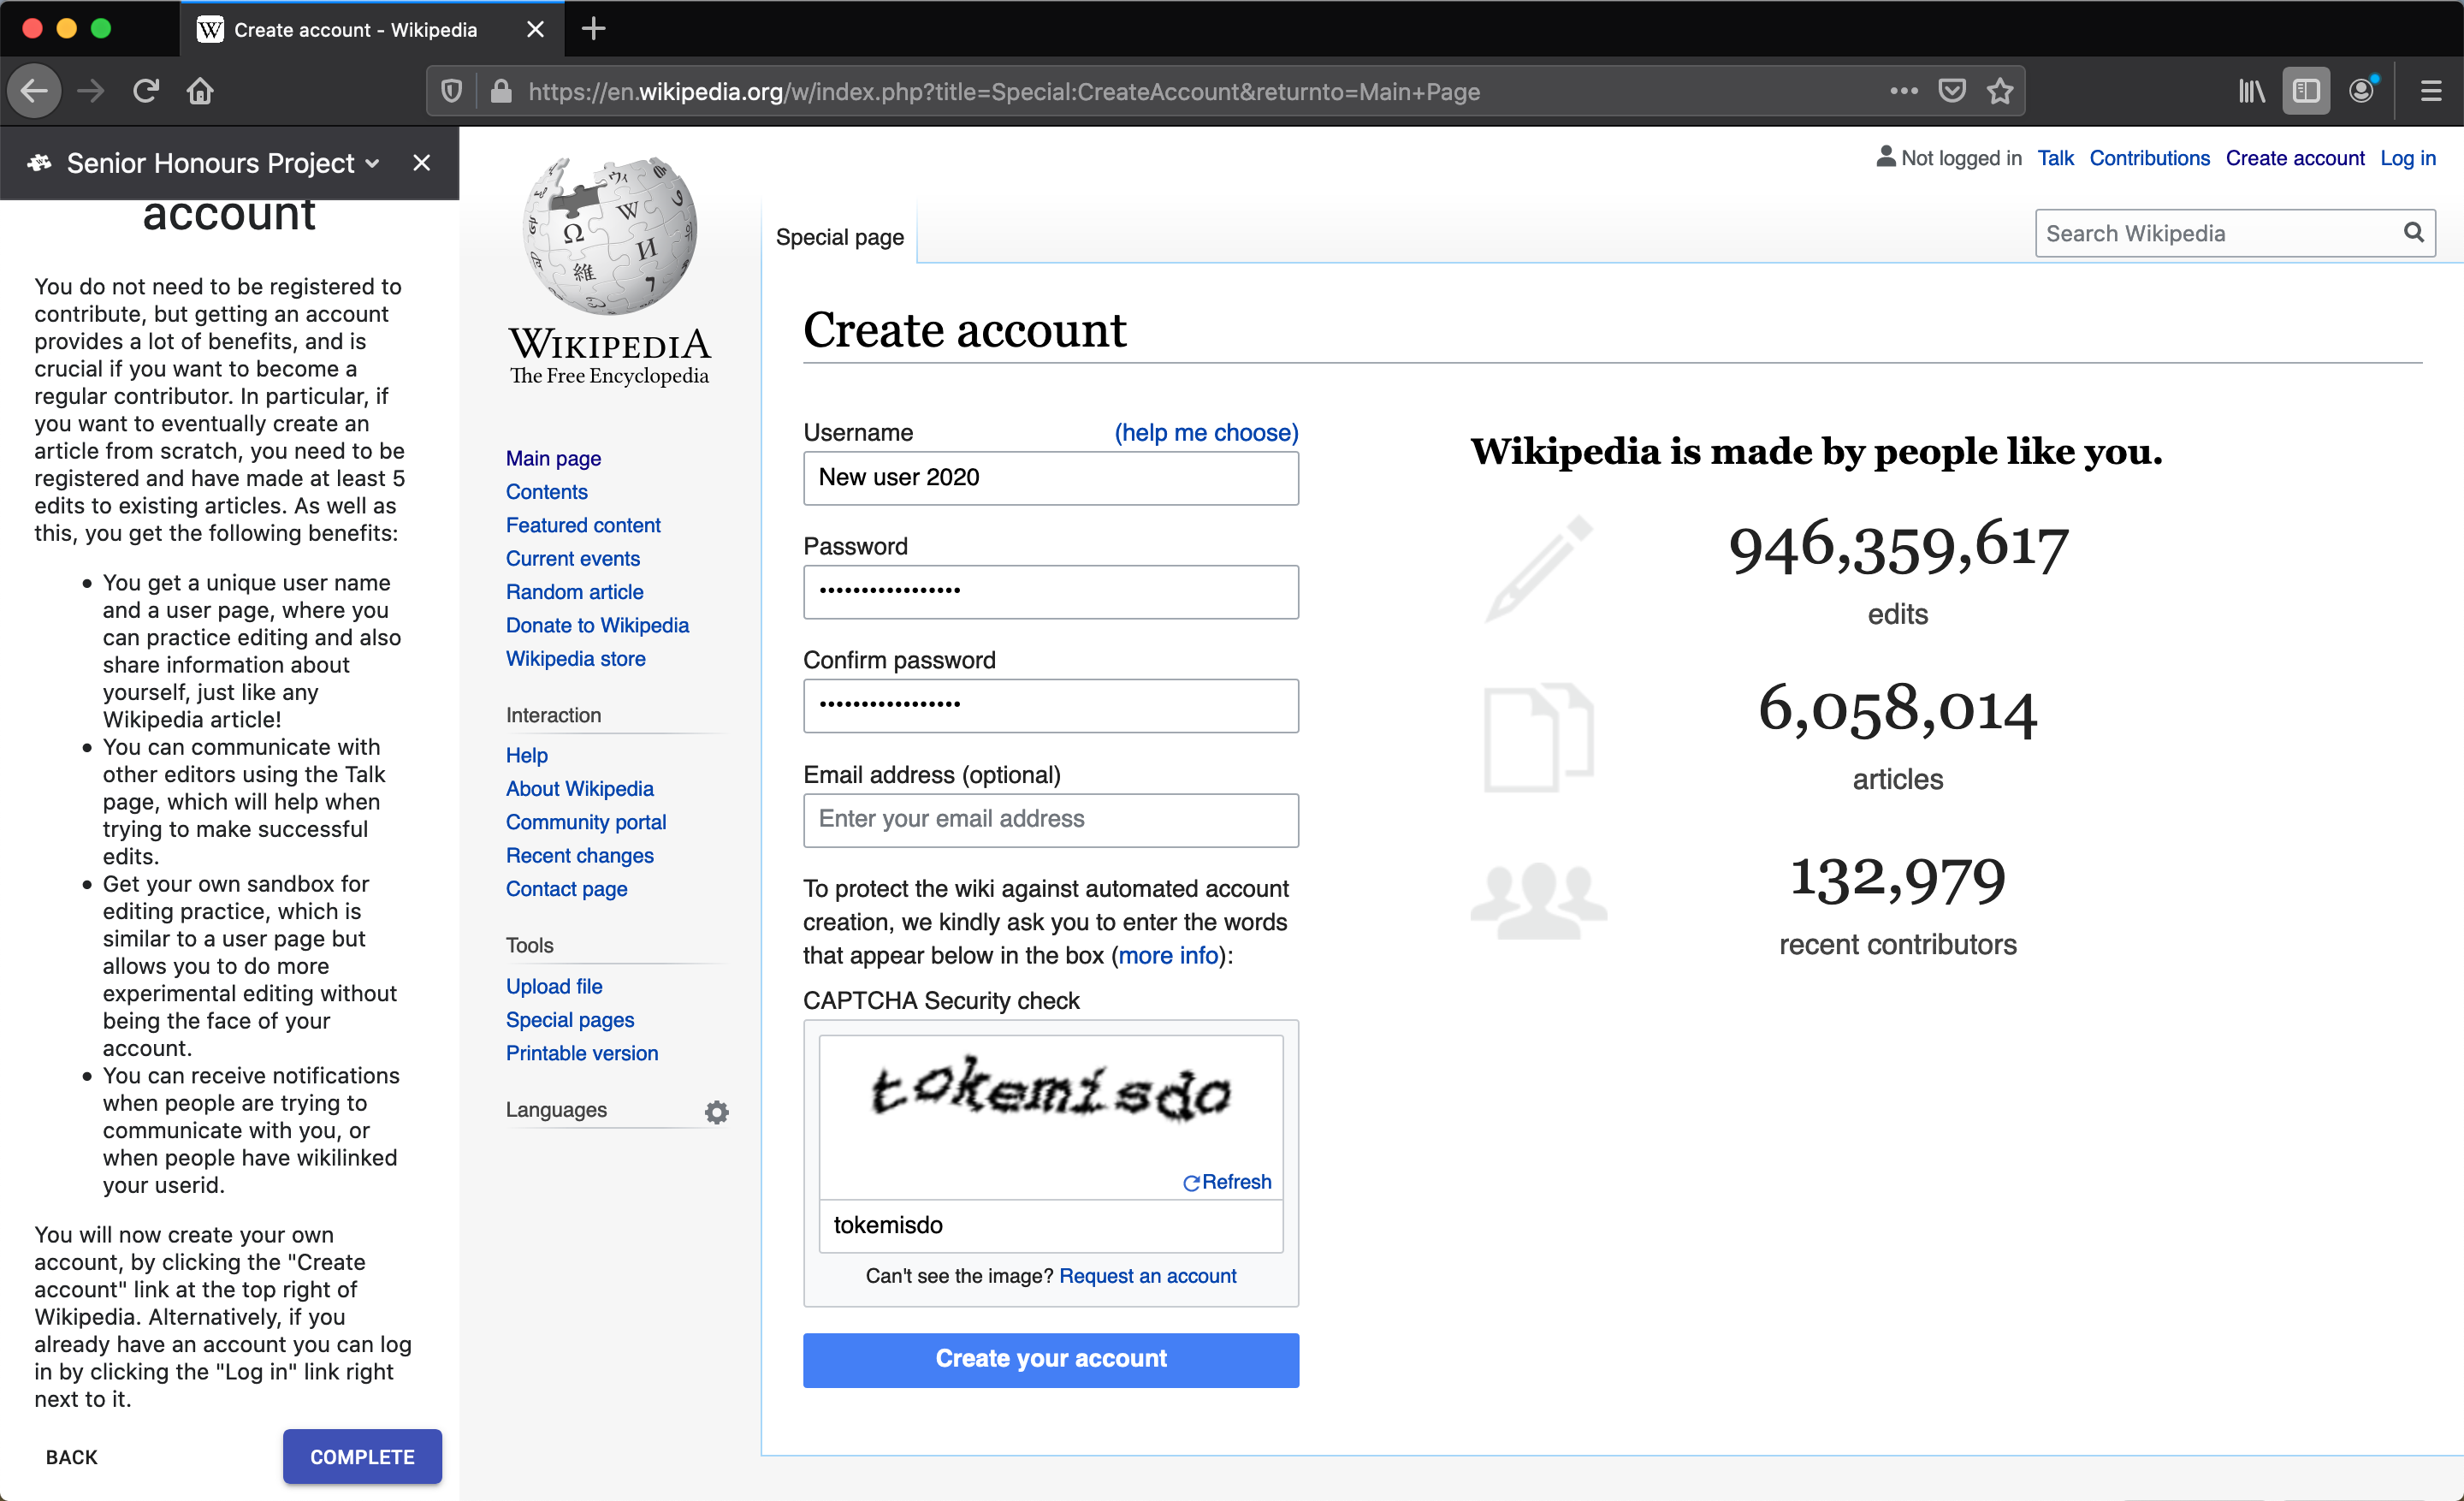 Create account - Wikipedia
https://en.wikipedia.org/w/index.php?title=Special:CreateAccount&returnto=Main+Page
Senior Honours Project
account
You do not need to be registered to
contribute, but getting an account
provides a lot of benefits, and is
crucial if you want to become a
regular contributor. In particular, if
you want to eventually create an
article from scratch, you need to be
registered and have made at least 5
edits to existing articles. As well as
this, you get the following benefits:
• You get a unique user name
and a user page, where you
can practice editing and also
share information about
yourself, just like any
Wikipedia article!
• You can communicate with
other editors using the Talk
page, which will help when
trying to make successful
edits.
• Get your own sandbox for
editing practice, which is
similar to a user page but
allows you to do more
experimental editing without
being the face of your
account.
• You can receive notifications
when people are trying to
communicate with you, or
when people have wikilinked
your userid.
You will now create your own
account, by clicking the "Create
account" link at the top right of
Wikipedia. Alternatively, if you
already have an account you can log
in by clicking the "Log in" link right
next to it.
BACK COMPLETE
WIKIPEDIA
The Free Encyclopedia
Main page
Contents
Featured content
Current events
Random article
Donate to Wikipedia
Wikipedia store
Interaction
Help
About Wikipedia
Community portal
Recent changes
Contact page
Tools
Upload file
Special pages
Printable version
Languages
Not logged in Talk Contributions Create account Log in
Special page
Search Wikipedia
Create account
Username (help me choose)
New user 2020
Password
•••••••••••••••••
Confirm password
•••••••••••••••••
Email address (optional)
Enter your email address
To protect the wiki against automated account
creation, we kindly ask you to enter the words
that appear below in the box (more info):
CAPTCHA Security check
tokemisdo
Refresh
tokemisdo
Can't see the image? Request an account
Create your account
Wikipedia is made by people like you.
946,359,617
edits
6,058,014
articles
132,979
recent contributors